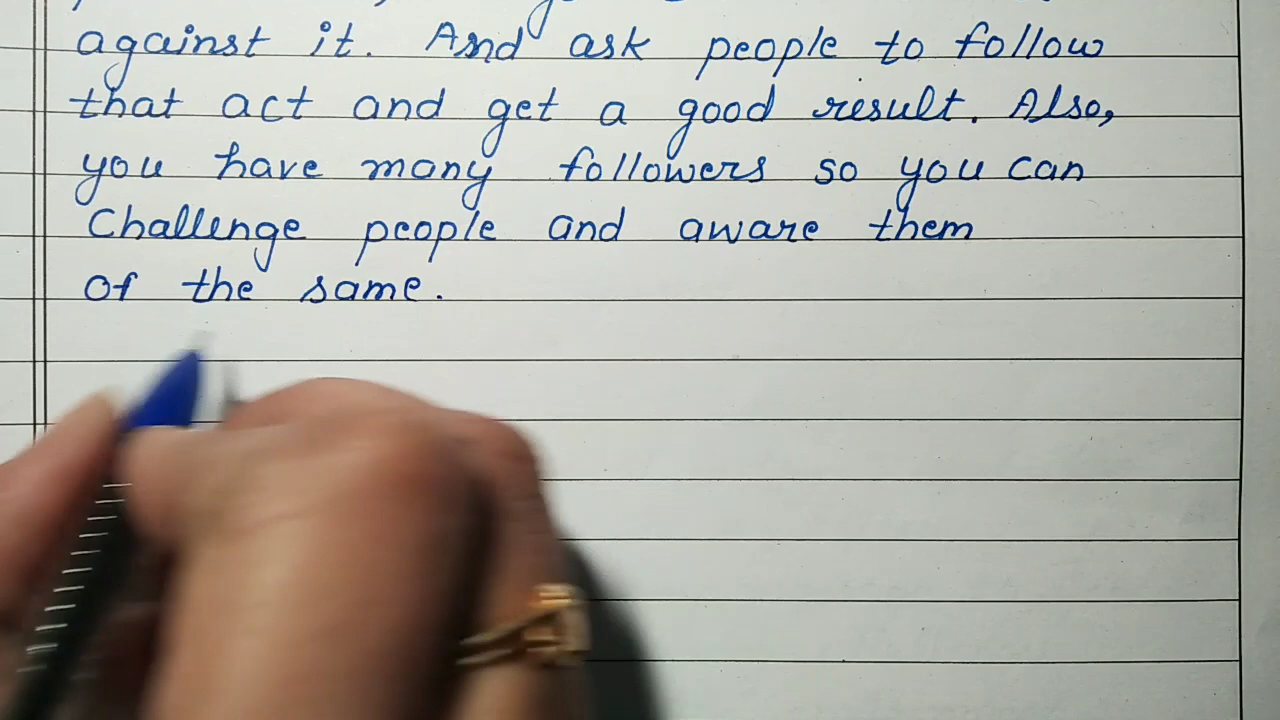 against it. And ask people to follow
that act and get a good result. Also,
you have many followers so you can
Challenge people and aware them
of the same.